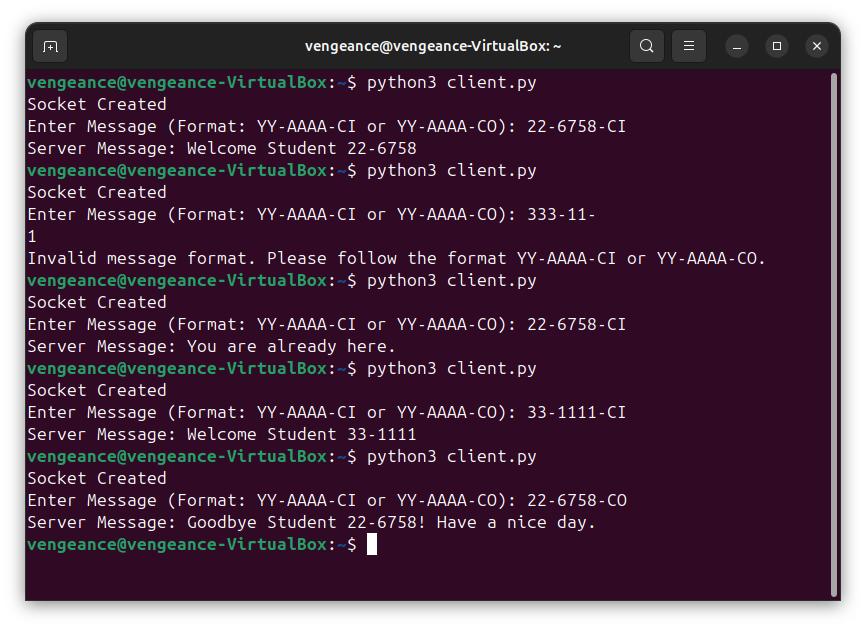 vengeance@vengeance-VirtualBox: ~
vengeance@vengeance-VirtualBox:~$ python3 client.py
Socket Created
Enter Message (Format: YY-AAAA-CI or YY-AAAA-CO): 22-6758-CI
Server Message: Welcome Student 22-6758
vengeance@vengeance-VirtualBox:~$ python3 client.py
Socket Created
Enter Message (Format: YY-AAAA-CI or YY-AAAA-CO): 333-11-
1
Invalid message format. Please follow the format YY-AAAA-CI or YY-AAAA-CO.
vengeance@vengeance-VirtualBox:~$ python3 client.py
Socket Created
Enter Message (Format: YY-AAAA-CI or YY-AAAA-CO): 22-6758-CI
Server Message: You are already here.
vengeance@vengeance-VirtualBox:~$ python3 client.py
Socket Created
Enter Message (Format: YY-AAAA-CI or YY-AAAA-CO): 33-1111-CI
Server Message: Welcome Student 33-1111
vengeance@vengeance-VirtualBox:~$ python3 client.py
Socket Created
Enter Message (Format: YY-AAAA-CI or YY-AAAA-CO): 22-6758-CO
Server Message: Goodbye Student 22-6758! Have a nice day.
vengeance@vengeance-VirtualBox:~$